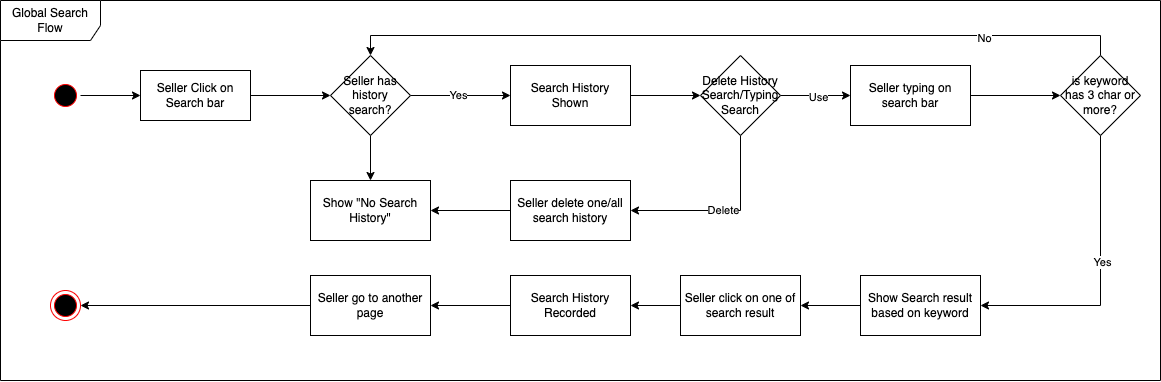 Global Search
Flow
No
Seller Click on
Search bar
Seller has
history
search?
Yes
Search History
Shown
Delete History
Search/Typing
Search
Use
Seller typing on
search bar
is keyword
has 3 char or
more?
Show "No Search
History"
Seller delete one/all
search history
Delete
Yes
Seller go to another
page
Search History
Recorded
Seller click on one of
search result
Show Search result
based on keyword